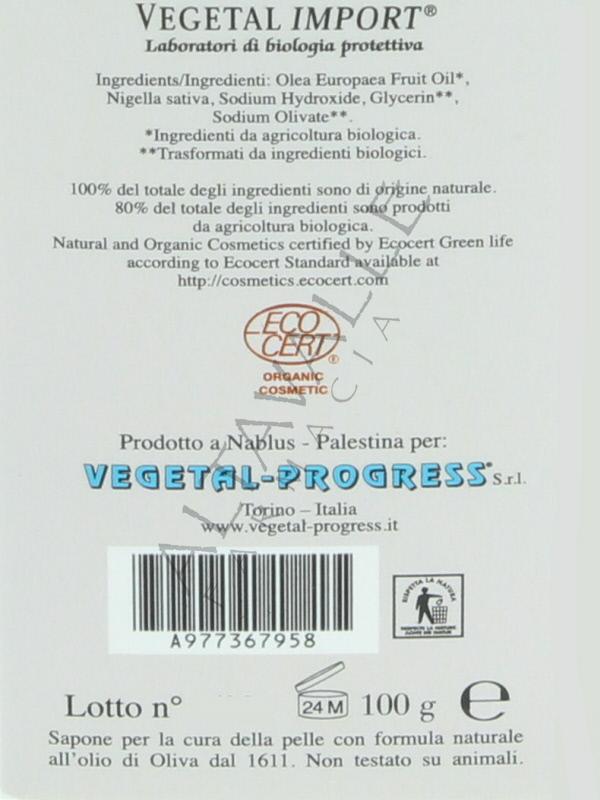 VEGETAL IMPORT®
Laboratori di biologia protettiva
Ingredients/Ingredienti: Olea Europaea Fruit Oil*,
Nigella sativa, Sodium Hydroxide, Glycerin**,
Sodium Olivate**.
*Ingredienti da agricoltura biologica.
**Trasformati da ingredienti biologici.
100% del totale degli ingredienti sono di origine naturale.
80% del totale degli ingredienti sono prodotti
da agricoltura biologica.
Natural and Organic Cosmetics certified by Ecocert Green life
according to Ecocert Standard available at
http://cosmetics.ecocert.com
ECO
CERT®
ORGANIC
COSMETIC
ALTAVALLE
FARMACIA
Prodotto a Nablus - Palestina per:
VEGETAL-PROGRESS® S.r.l.
Torino – Italia
www.vegetal-progress.it
A977367958
RISPETTA LA NATURA
Lotto n°
24 M
100 g e
Sapone per la cura della pelle con formula naturale
all'olio di Oliva dal 1611. Non testato su animali.